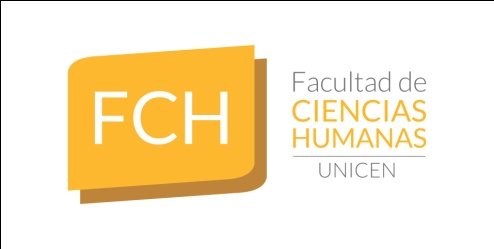 FCH
Facultad de
CIENCIAS
HUMANAS
UNICEN